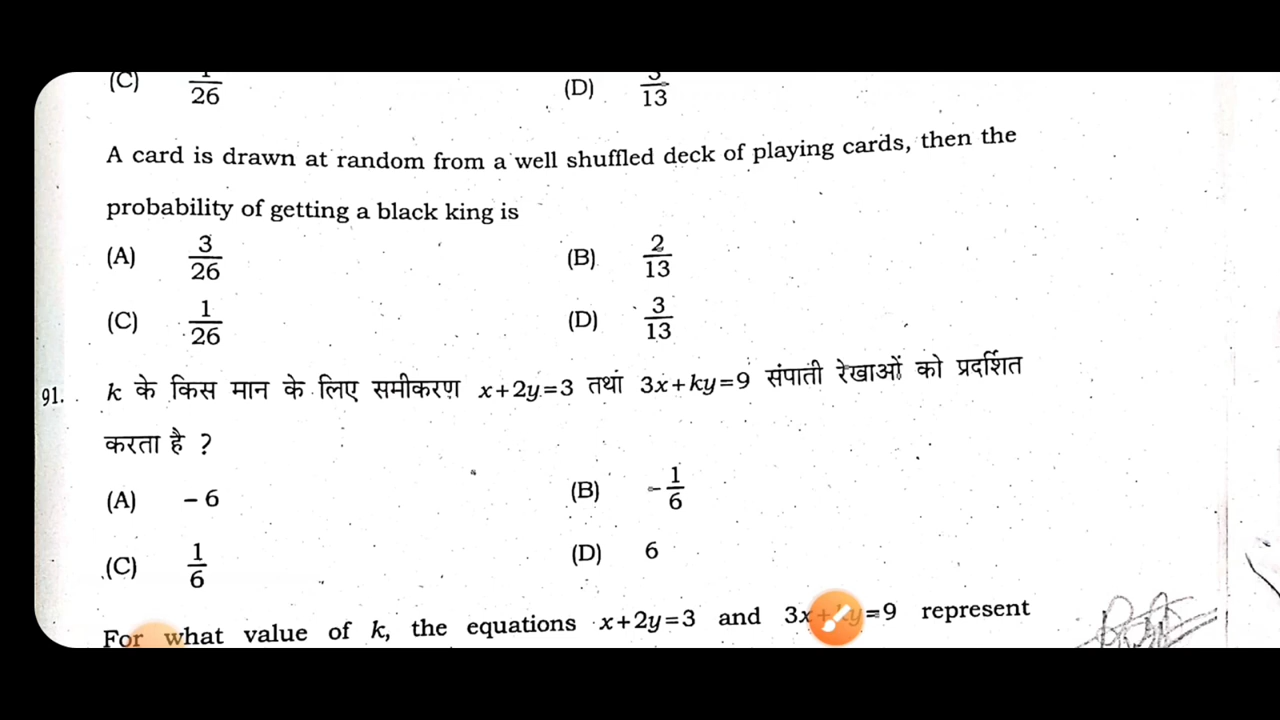 (C) 1/26 (D) 3/13
A card is drawn at random from a well shuffled deck of playing cards, then the
probability of getting a black king is
(A) 3/26 (B) 2/13
(C) 1/26 (D) 3/13
91. k के किस मान के लिए समीकरण x+2y=3 तथा 3x+ky=9 संपाती रेखाओं को प्रदर्शित
करता है ?
(A) – 6 (B) –1/6
(C) 1/6 (D) 6
For what value of k, the equations x+2y=3 and 3x+ky=9 represent